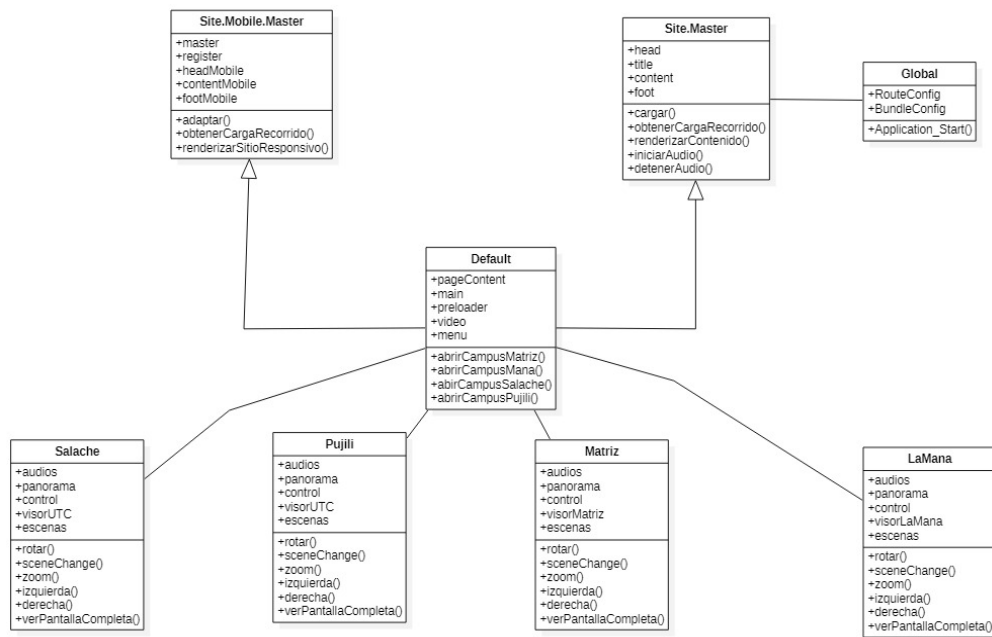 Site.Mobile.Master
+master
+register
+headMobile
+contentMobile
+footMobile
+adaptar()
+obtenerCargaRecorrido()
+renderizarSitioResponsivo()
Site.Master
+head
+title
+content
+foot
+cargar()
+obtenerCargaRecorrido()
+renderizarContenido()
+iniciarAudio()
+detenerAudio()
Global
+RouteConfig
+BundleConfig
+Application_Start()
Default
+pageContent
+main
+preloader
+video
+menu
+abrirCampusMatriz()
+abrirCampusMana()
+abirCampusSalache()
+abrirCampusPujili()
Salache
+audios
+panorama
+control
+visorUTC
+escenas
+rotar()
+sceneChange()
+zoom()
+izquierda()
+derecha()
+verPantallaCompleta()
Pujili
+audios
+panorama
+control
+visorUTC
+escenas
+rotar()
+sceneChange()
+zoom()
+izquierda()
+derecha()
+verPantallaCompleta()
Matriz
+audios
+panorama
+control
+visorMatriz
+escenas
+rotar()
+sceneChange()
+zoom()
+izquierda()
+derecha()
+verPantallaCompleta()
LaMana
+audios
+panorama
+control
+visorLaMana
+escenas
+rotar()
+sceneChange()
+zoom()
+izquierda()
+derecha()
+verPantallaCompleta()